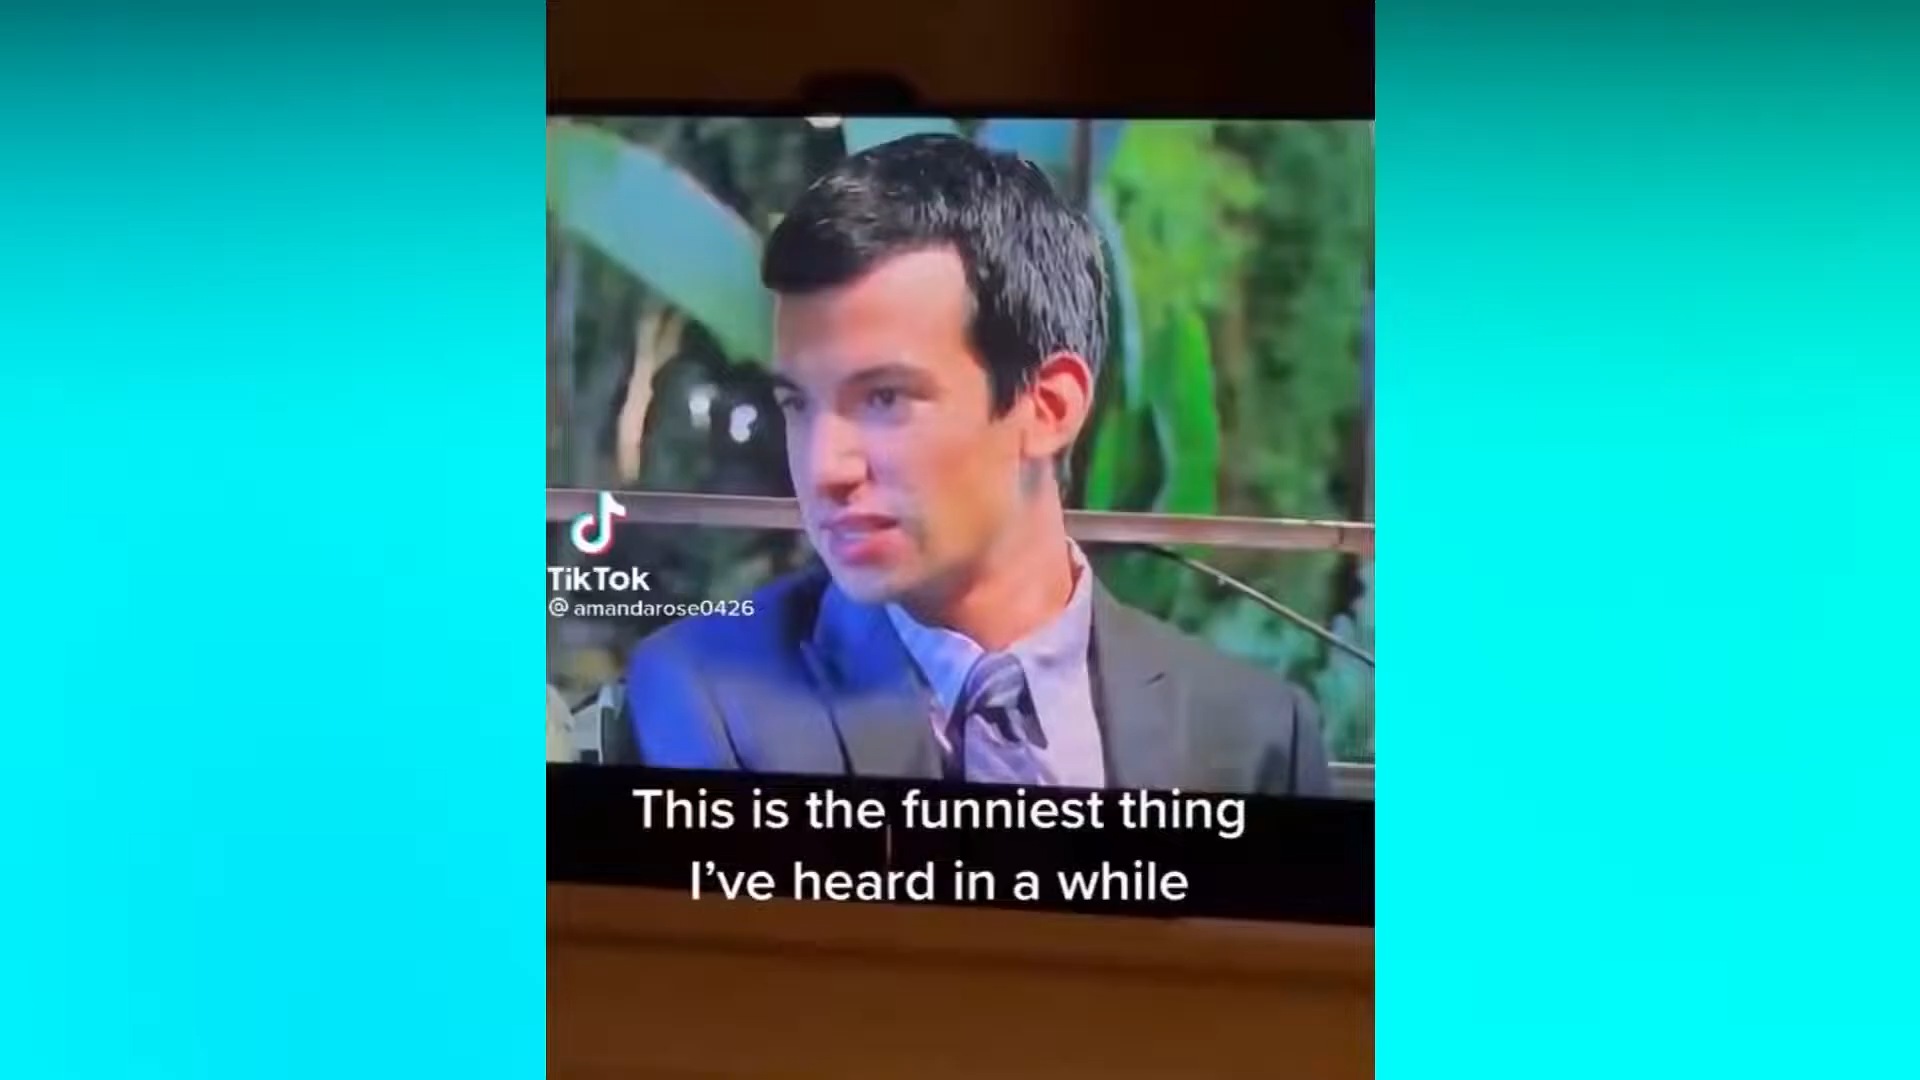 TikTok
@amandarose0426
This is the funniest thing
I've heard in a while